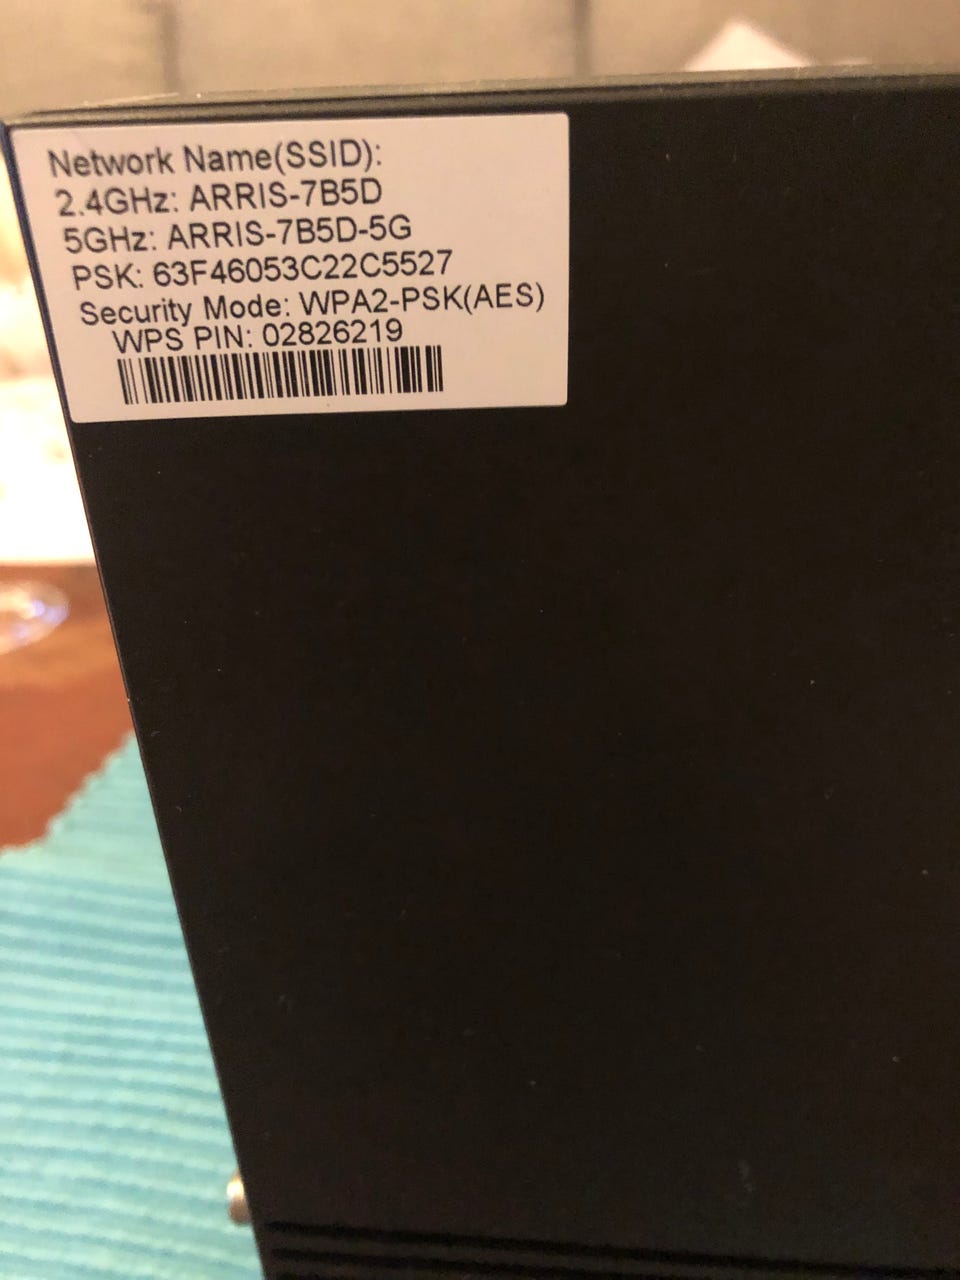 Network Name(SSID):
2.4GHz: ARRIS-7B5D
5GHz: ARRIS-7B5D-5G
PSK: 63F46053C22C5527
Security Mode: WPA2-PSK(AES)
WPS PIN: 02826219